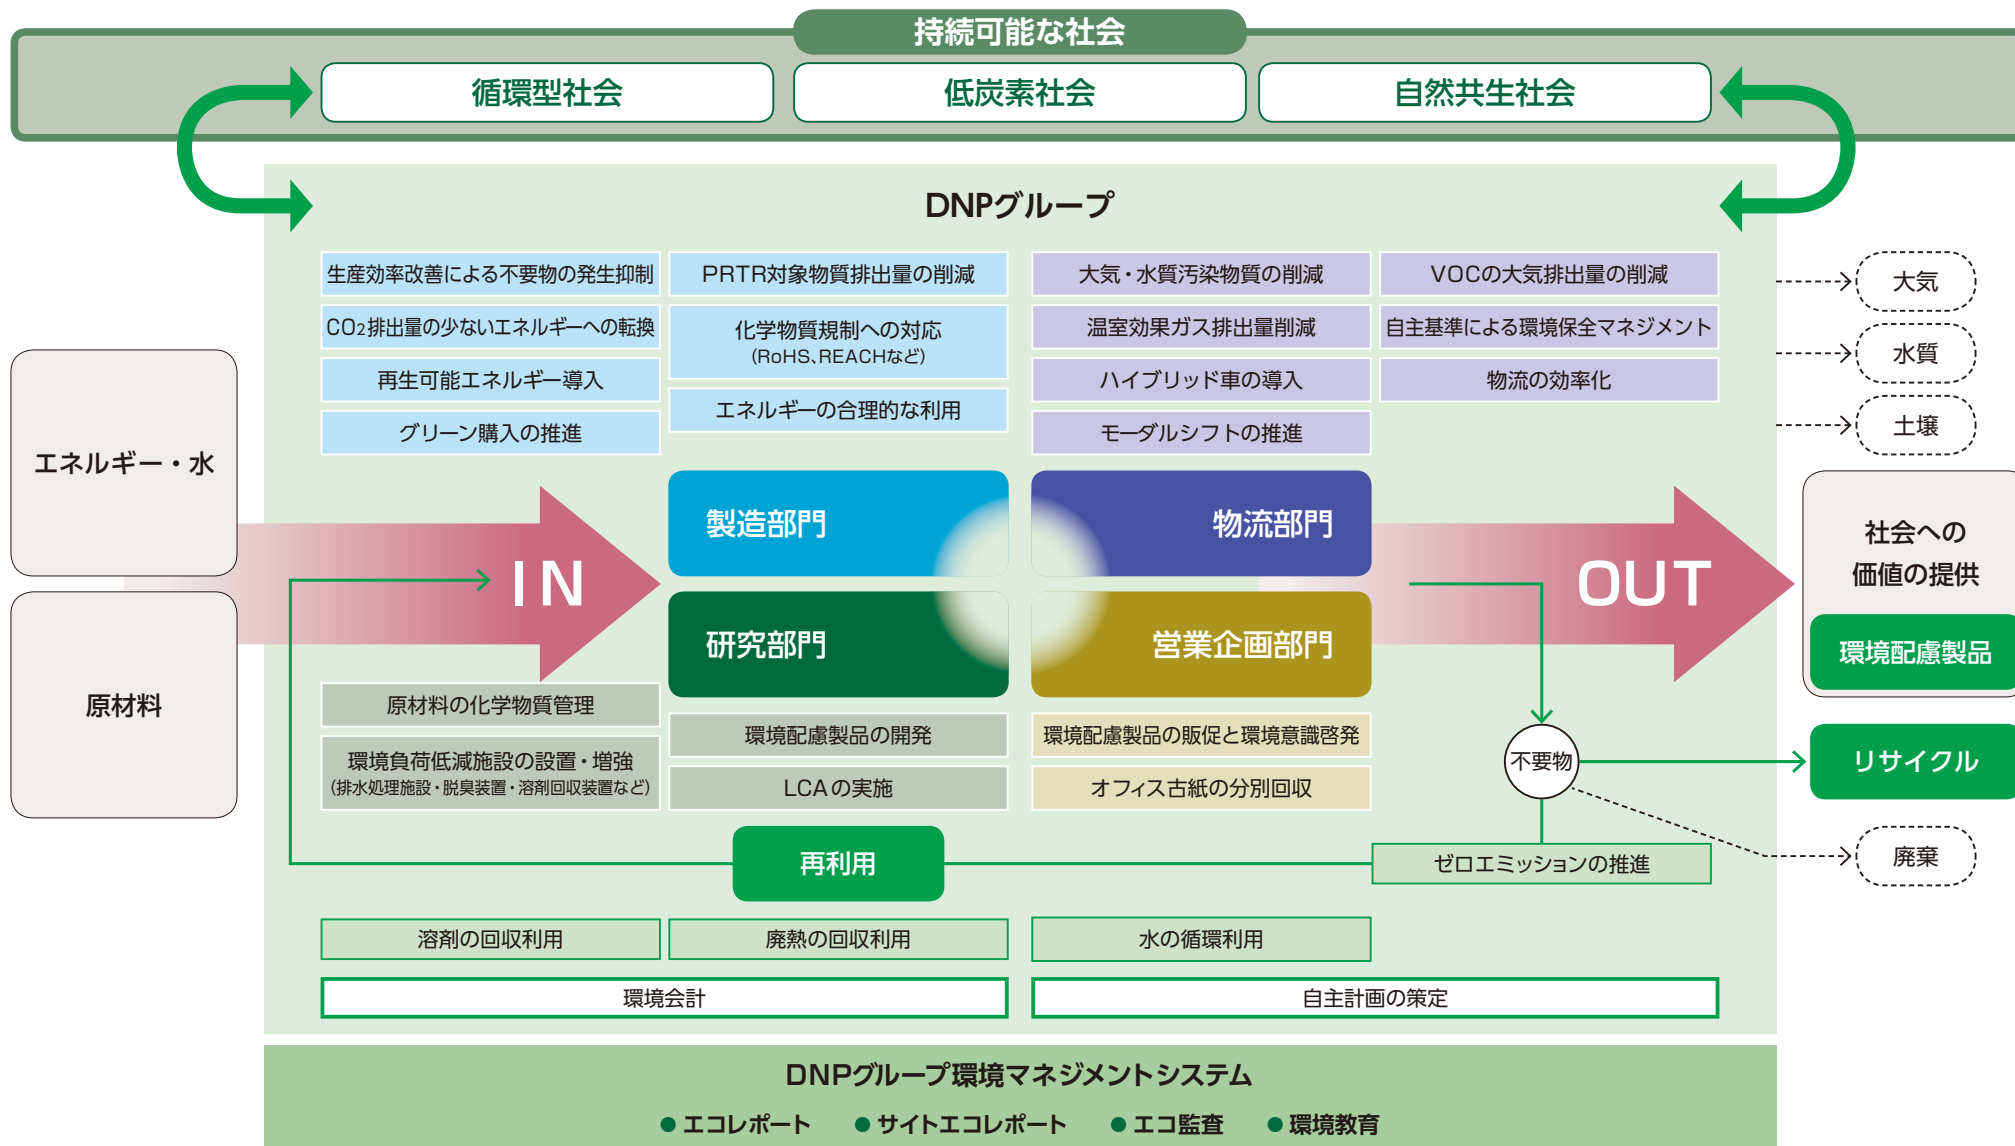 持続可能な社会
循環型社会
低炭素社会
自然共生社会
DNPグループ
生産効率改善による不要物の発生抑制
CO2排出量の少ないエネルギーへの転換
再生可能エネルギー導入
グリーン購入の推進
PRTR対象物質排出量の削減
化学物質規制への対応
(RoHS、REACHなど)
エネルギーの合理的な利用
大気・水質汚染物質の削減
温室効果ガス排出量削減
ハイブリッド車の導入
モーダルシフトの推進
VOCの大気排出量の削減
自主基準による環境保全マネジメント
物流の効率化
大気
水質
土壌
エネルギー・水
原材料
IN
製造部門
物流部門
研究部門
営業企画部門
OUT
社会への
価値の提供
環境配慮製品
原材料の化学物質管理
環境負荷低減施設の設置・増強
(排水処理施設・脱臭装置・溶剤回収装置など)
環境配慮製品の開発
LCAの実施
環境配慮製品の販促と環境意識啓発
オフィス古紙の分別回収
不要物
リサイクル
廃棄
再利用
ゼロエミッションの推進
溶剤の回収利用
廃熱の回収利用
水の循環利用
環境会計
自主計画の策定
DNPグループ環境マネジメントシステム
● エコレポート ● サイトエコレポート ● エコ監査 ● 環境教育